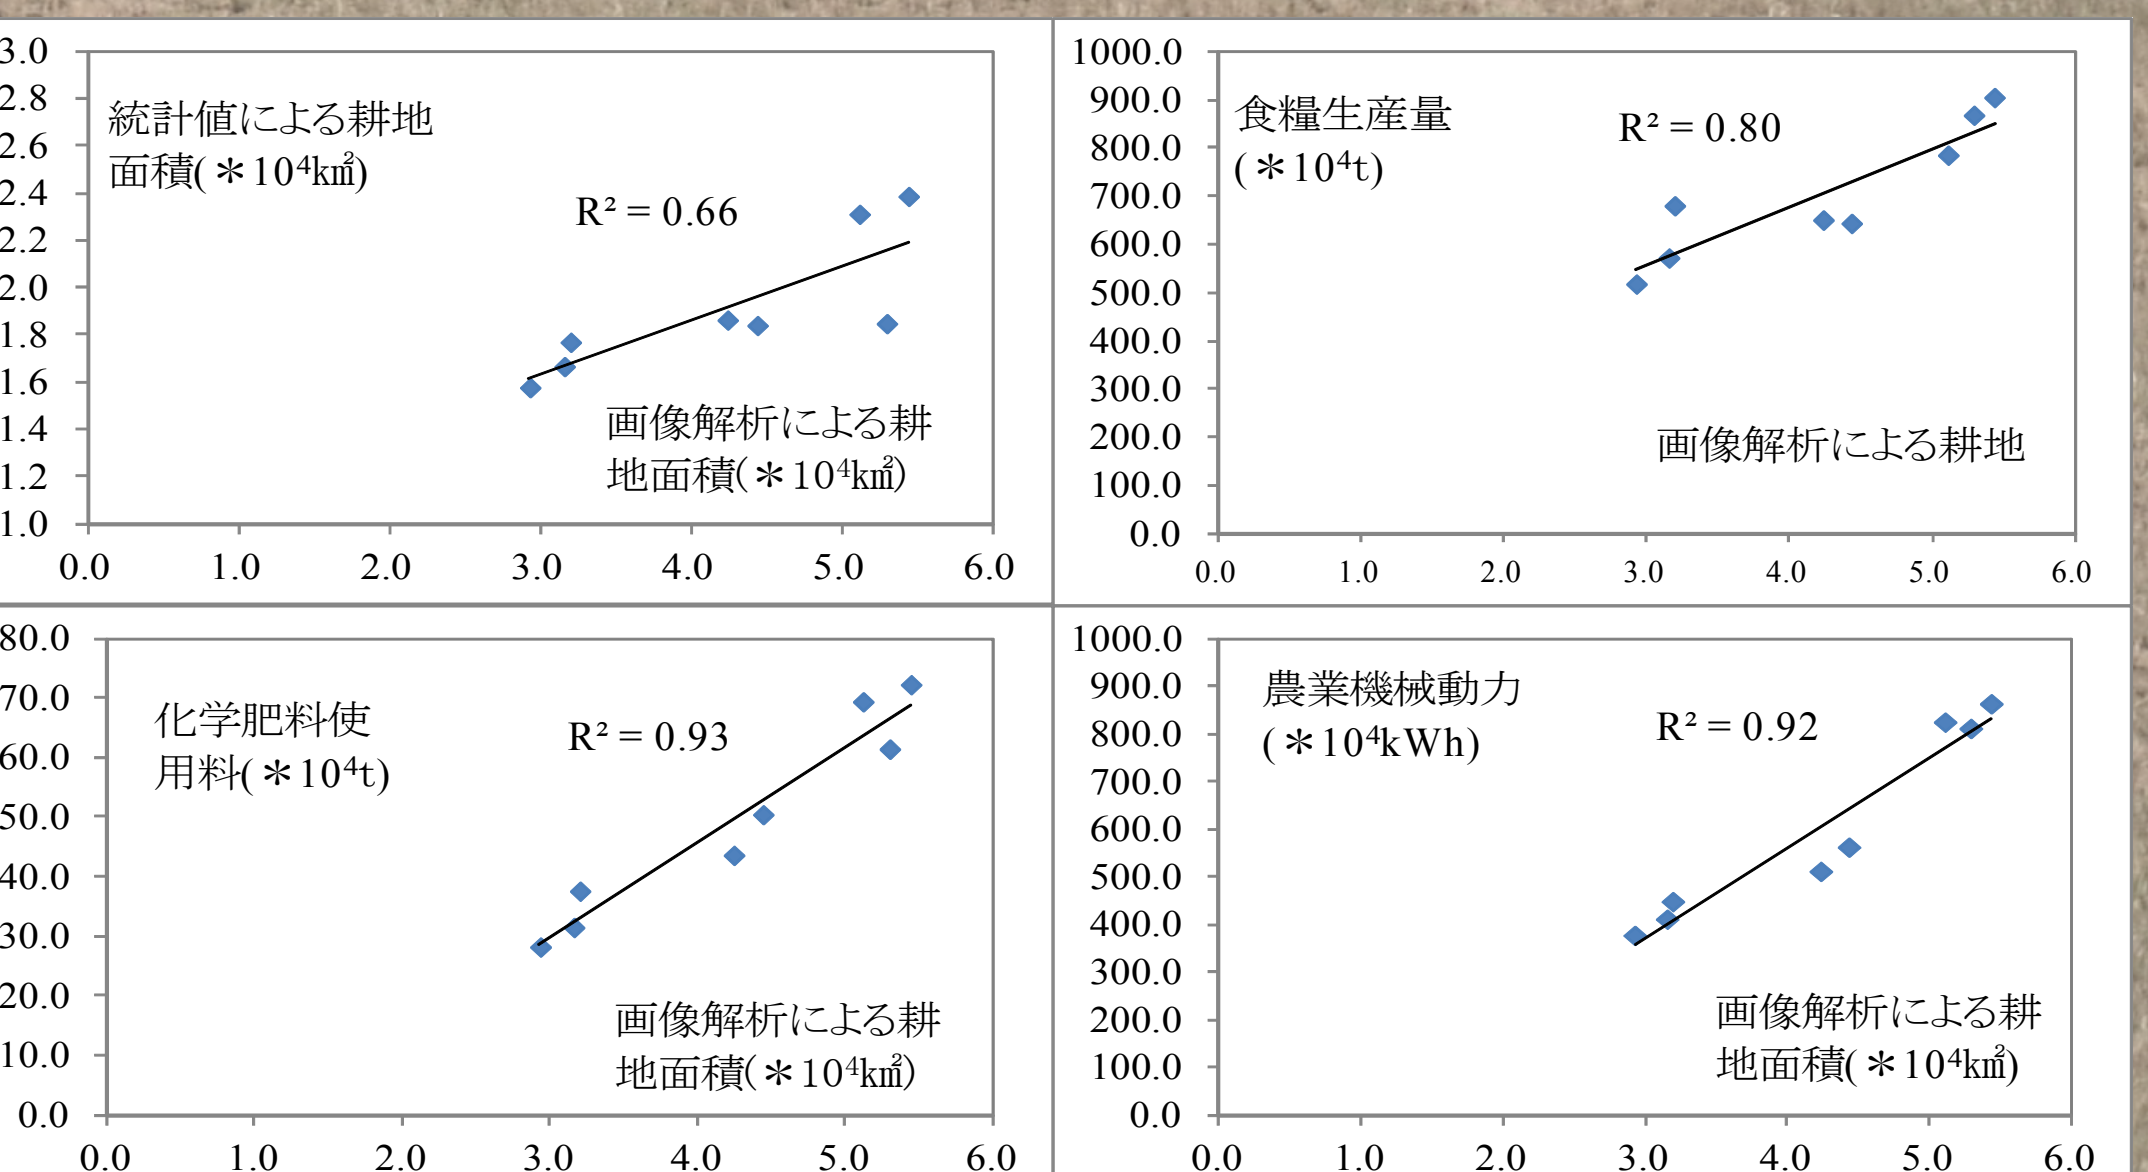 3.0
2.8
2.6
2.4
2.2
2.0
1.8
1.6
1.4
1.2
1.0
統計値による耕地
面積(＊10⁴k㎡)
R² = 0.66
画像解析による耕
地面積(＊10⁴k㎡)
0.0 1.0 2.0 3.0 4.0 5.0 6.0
1000.0
900.0
800.0
700.0
600.0
500.0
400.0
300.0
200.0
100.0
0.0
食糧生産量
(＊10⁴t)
R² = 0.80
画像解析による耕地
0.0 1.0 2.0 3.0 4.0 5.0 6.0
80.0
70.0
60.0
50.0
40.0
30.0
20.0
10.0
0.0
化学肥料使
用料(＊10⁴t)
R² = 0.93
画像解析による耕
地面積(＊10⁴k㎡)
0.0 1.0 2.0 3.0 4.0 5.0 6.0
1000.0
900.0
800.0
700.0
600.0
500.0
400.0
300.0
200.0
100.0
0.0
農業機械動力
(＊10⁴kWh)
R² = 0.92
画像解析による耕
地面積(＊10⁴k㎡)
0.0 1.0 2.0 3.0 4.0 5.0 6.0